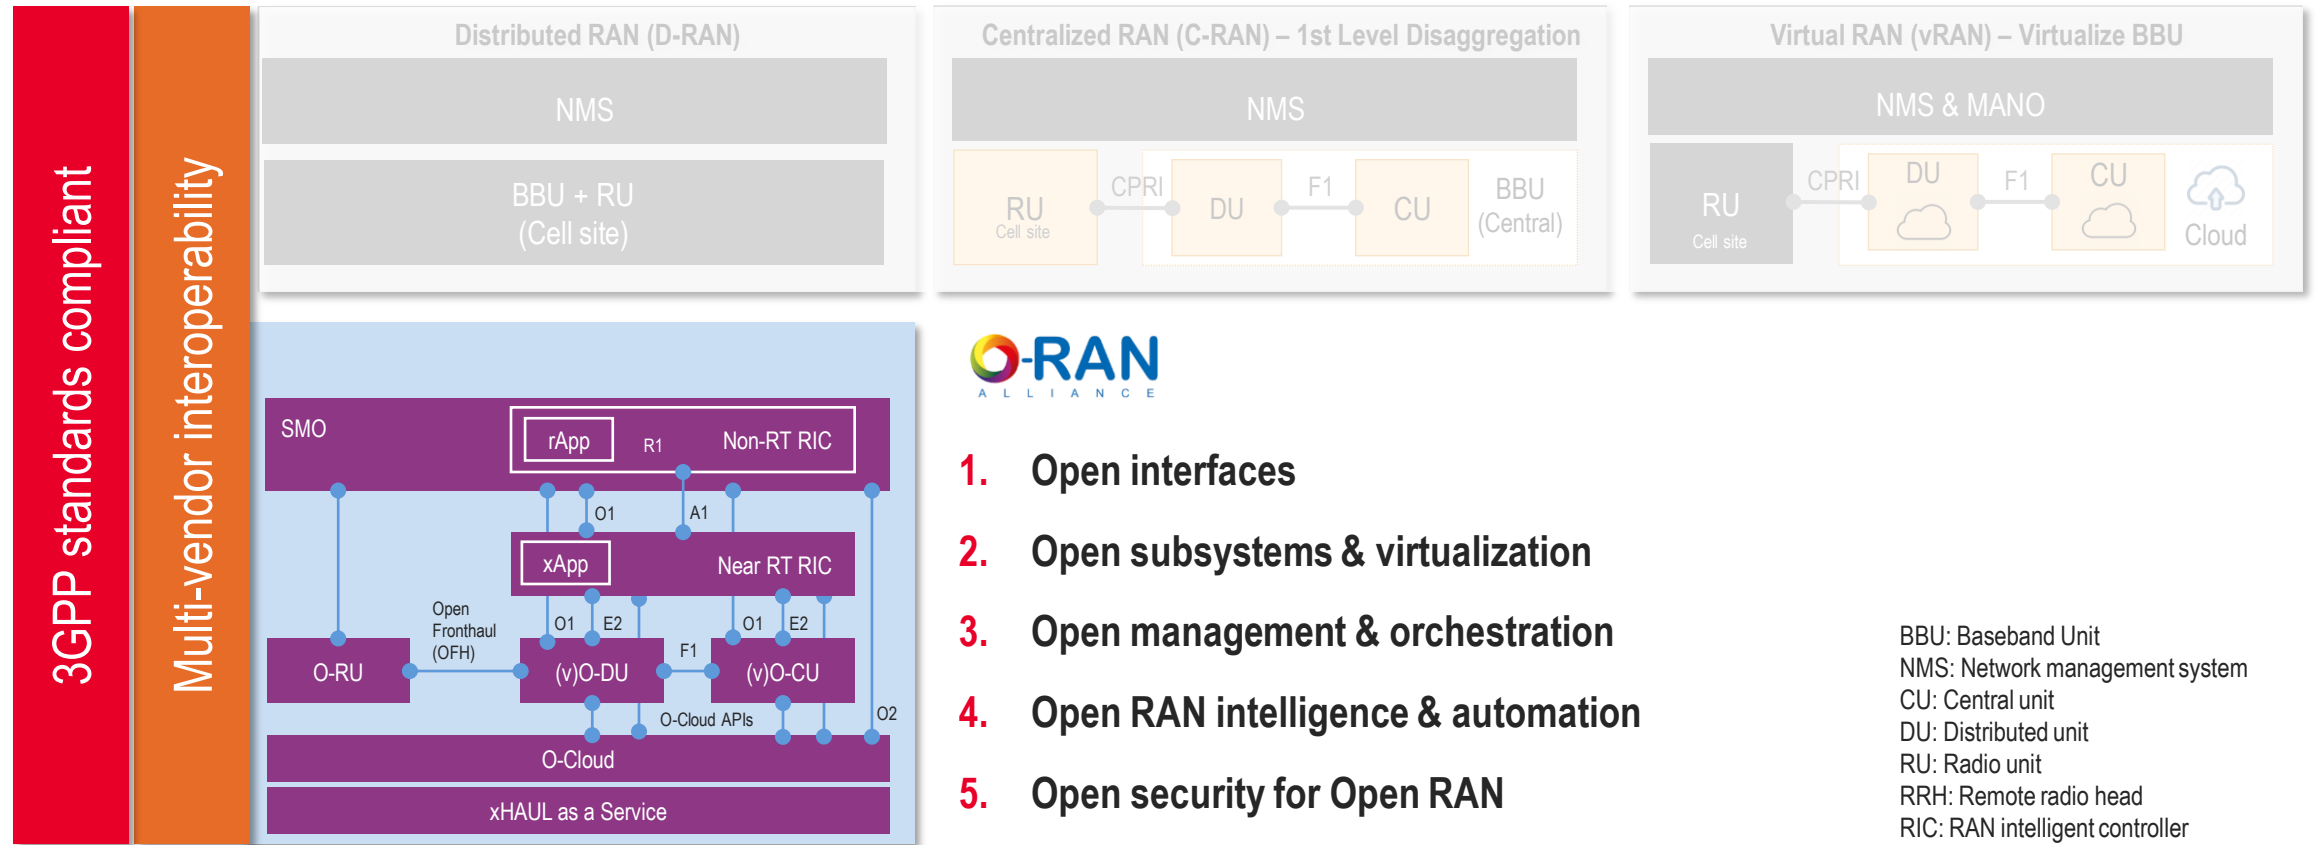 3GPP standards compliant
Multi-vendor interoperability
Distributed RAN (D-RAN)
NMS
BBU + RU
(Cell site)
Centralized RAN (C-RAN) – 1st Level Disaggregation
NMS
RU
Cell site
CPRI
DU
F1
CU
BBU
(Central)
Virtual RAN (vRAN) – Virtualize BBU
NMS & MANO
RU
Cell site
CPRI
DU
F1
CU
Cloud
SMO
rApp
R1
Non-RT RIC
O1
A1
xApp
Near RT RIC
Open
Fronthaul
(OFH)
O1
E2
O1
E2
O-RU
(v)O-DU
F1
(v)O-CU
O-Cloud APIs
O2
O-Cloud
xHAUL as a Service
O-RAN
ALLIANCE
1. Open interfaces
2. Open subsystems & virtualization
3. Open management & orchestration
4. Open RAN intelligence & automation
5. Open security for Open RAN
BBU: Baseband Unit
NMS: Network management system
CU: Central unit
DU: Distributed unit
RU: Radio unit
RRH: Remote radio head
RIC: RAN intelligent controller